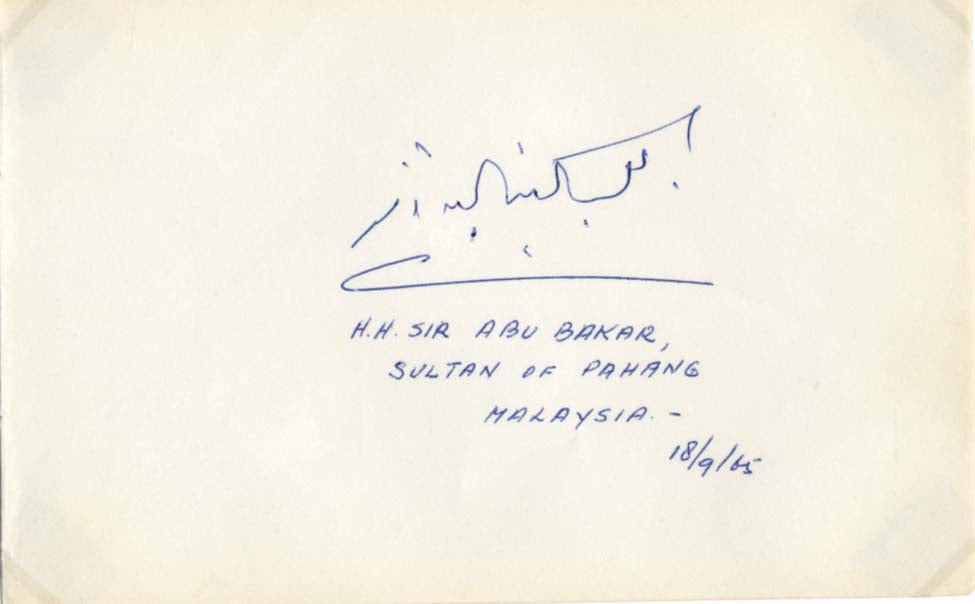 H.H. SIR ABU BAKAR,
SULTAN OF PAHANG
MALAYSIA. -
18/9/65